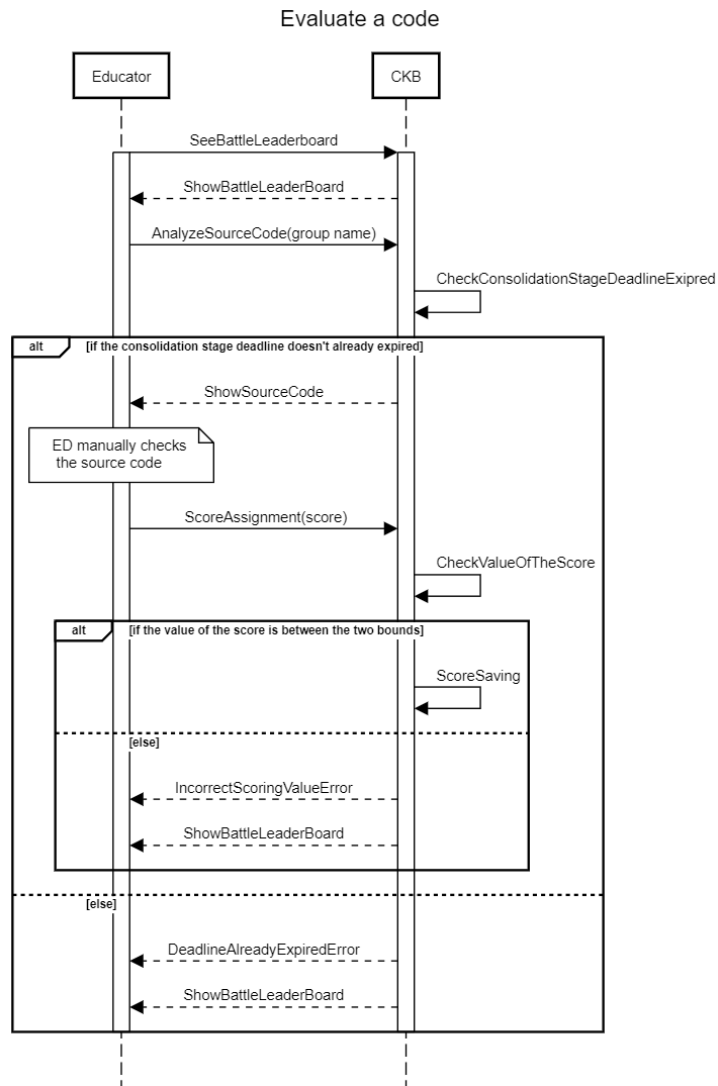 Evaluate a code
Educator
CKB
SeeBattleLeaderboard
ShowBattleLeaderBoard
AnalyzeSourceCode(group name)
CheckConsolidationStageDeadlineExipred
alt
[if the consolidation stage deadline doesn't already expired]
ShowSourceCode
ED manually checks
the source code
ScoreAssignment(score)
CheckValueOfTheScore
alt
[if the value of the score is between the two bounds]
ScoreSaving
[else]
IncorrectScoringValueError
ShowBattleLeaderBoard
[else]
DeadlineAlreadyExpiredError
ShowBattleLeaderBoard